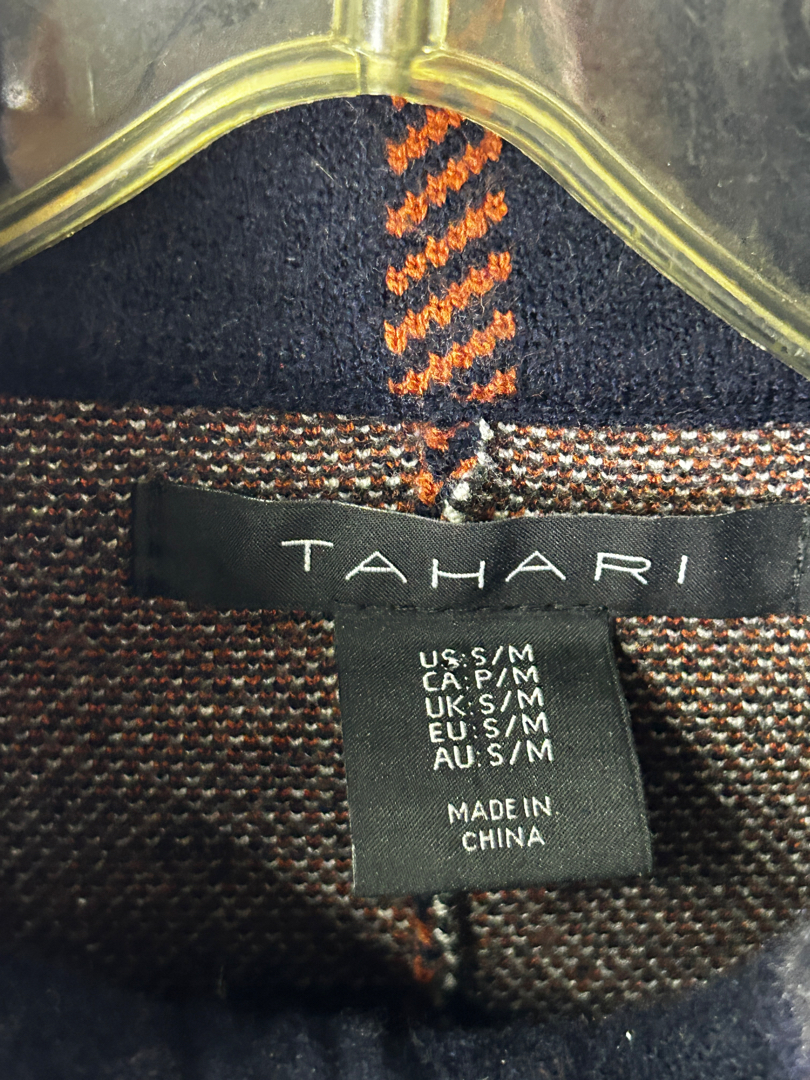 TAHARI
US: S/M
CA: P/M
UK: S/M
EU: S/M
AU: S/M
MADE IN
CHINA